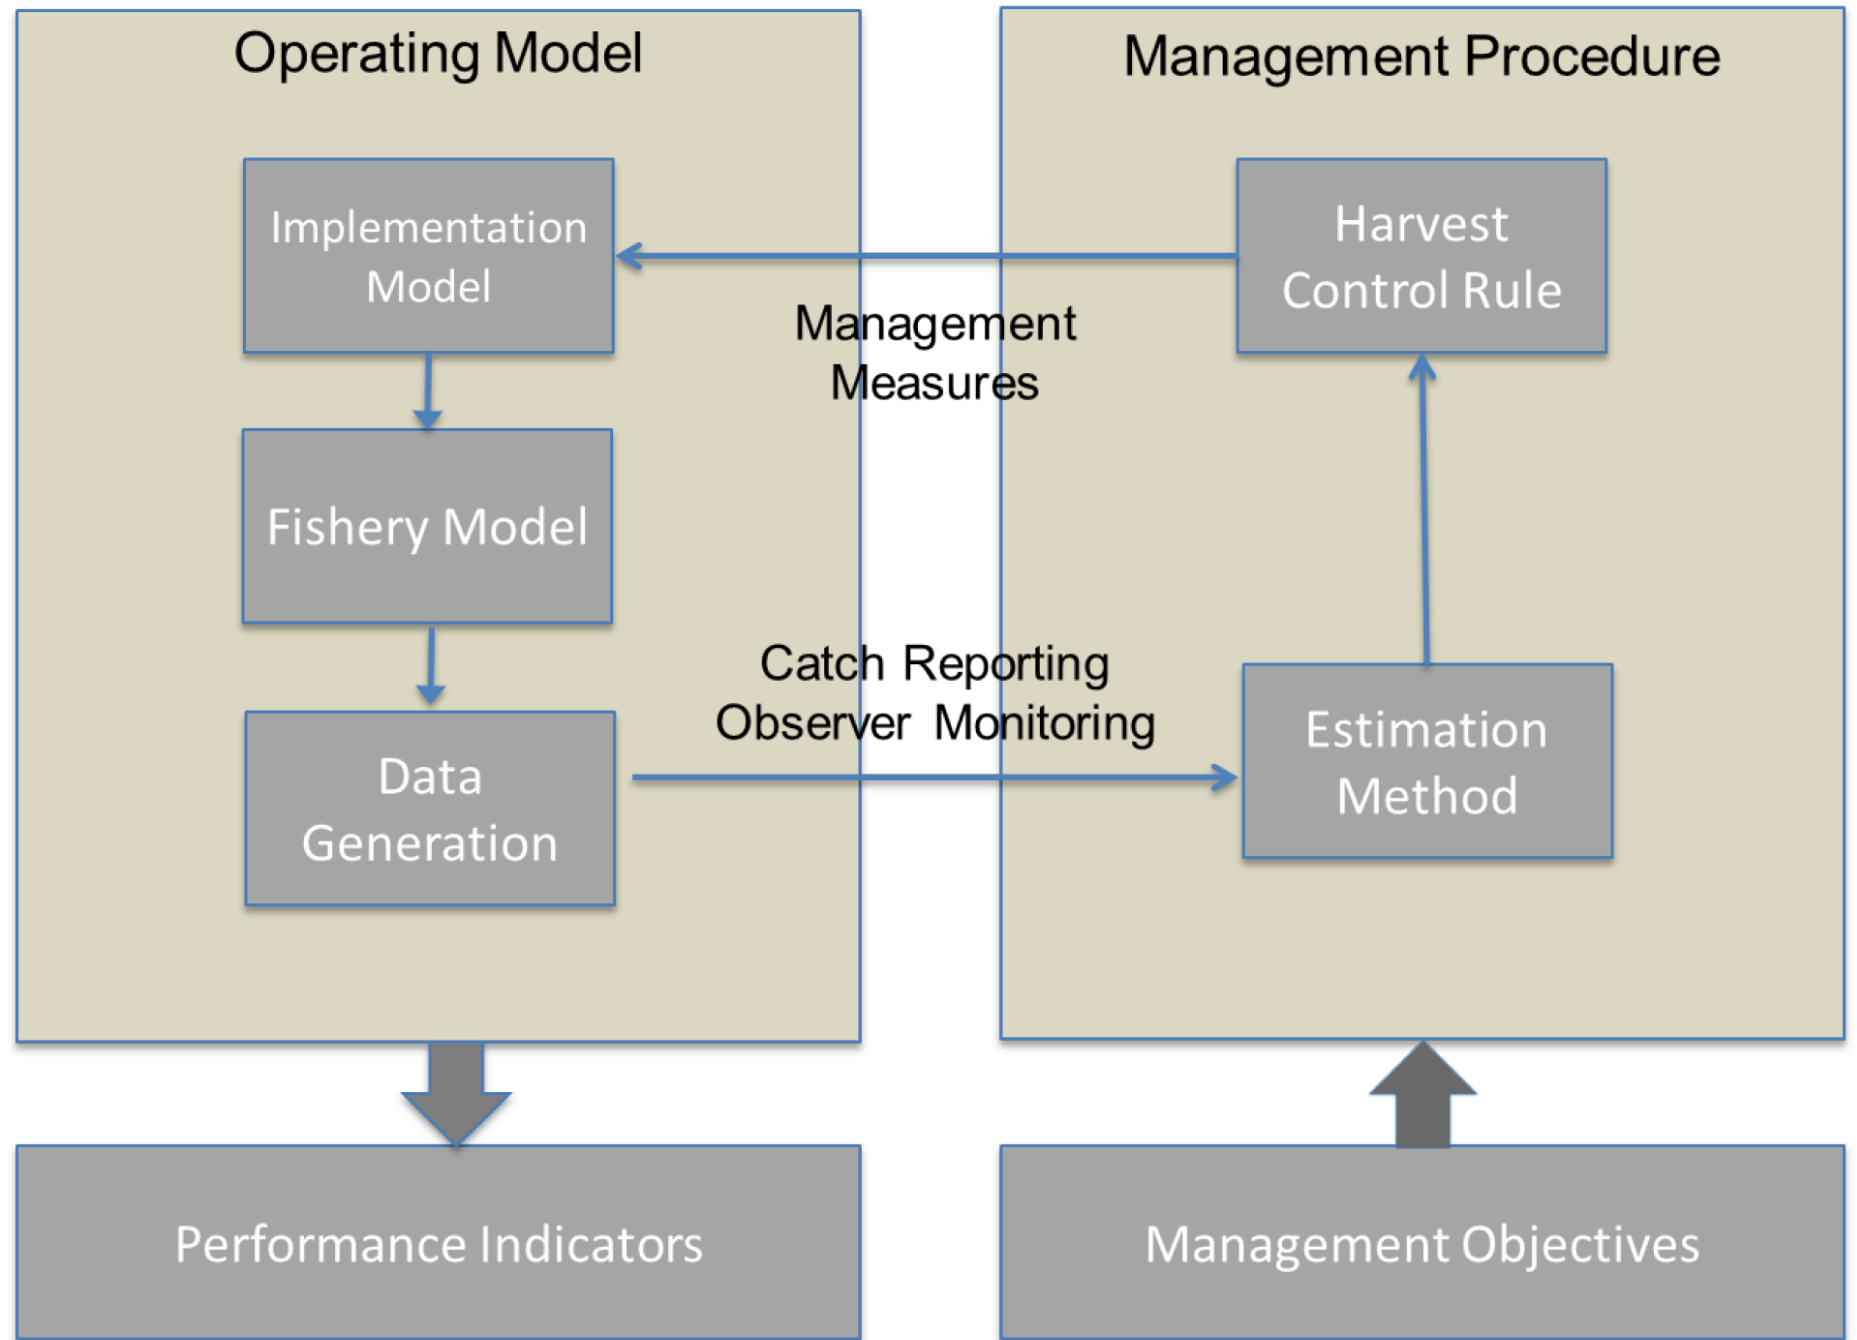 Operating Model
Management Procedure
Implementation
Model
Harvest
Control Rule
Management
Measures
Fishery Model
Catch Reporting
Observer Monitoring
Data
Generation
Estimation
Method
Performance Indicators
Management Objectives